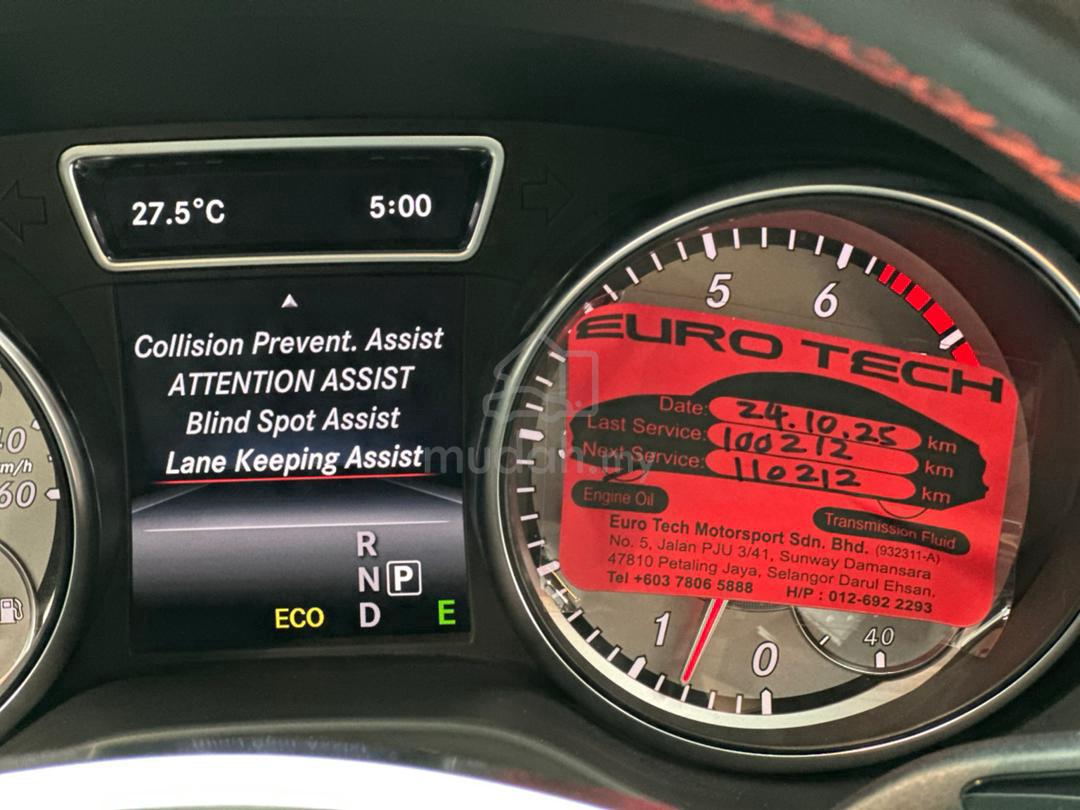 27.5°C 5:00
Collision Prevent. Assist
ATTENTION ASSIST
Blind Spot Assist
Lane Keeping Assist
R
N P
ECO D E
40
km/h
60
5 6
EURO TECH
Date: 24.10.25
Last Service: 100212 km
Next Service: 110212 km
km
Engine Oil Transmission Fluid
Euro Tech Motorsport Sdn. Bhd. (932311-A)
No. 5, Jalan PJU 3/41, Sunway Damansara
47810 Petaling Jaya, Selangor Darul Ehsan.
Tel +603 7806 5888 H/P : 012-692 2293
1 0
40
mudah.my